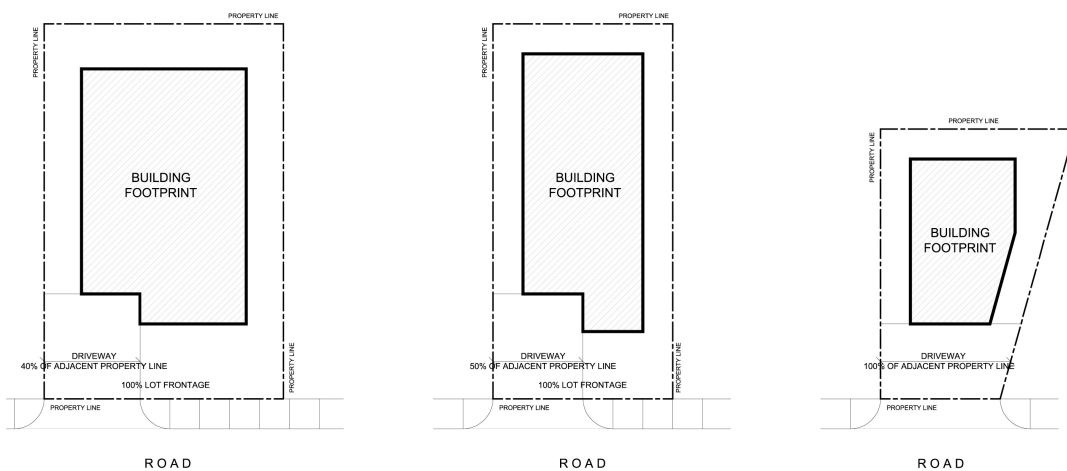 PROPERTY LINE
PROPERTY LINE
BUILDING
FOOTPRINT
DRIVEWAY
40% OF ADJACENT PROPERTY LINE
100% LOT FRONTAGE
PROPERTY LINE
PROPERTY LINE
ROAD
PROPERTY LINE
PROPERTY LINE
BUILDING
FOOTPRINT
DRIVEWAY
50% OF ADJACENT PROPERTY LINE
100% LOT FRONTAGE
PROPERTY LINE
PROPERTY LINE
ROAD
PROPERTY LINE
PROPERTY LINE
BUILDING
FOOTPRINT
DRIVEWAY
100% OF ADJACENT PROPERTY LINE
PROPERTY LINE
ROAD